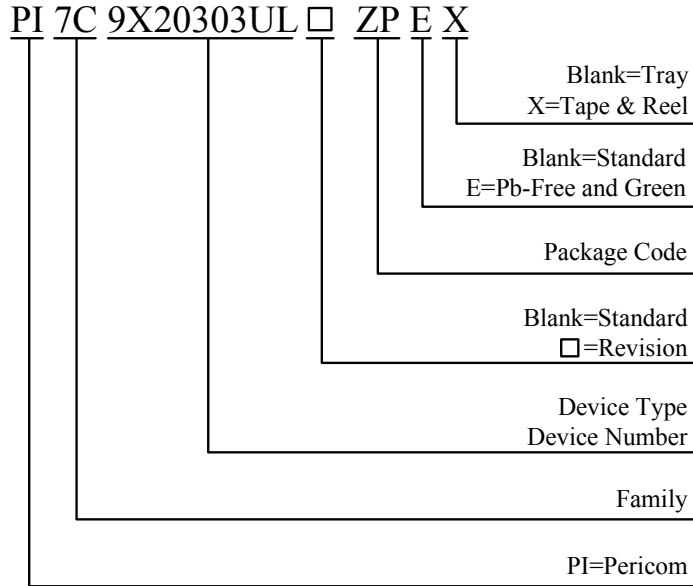 PI 7C 9X20303UL □ ZP E X
Blank=Tray
X=Tape & Reel
Blank=Standard
E=Pb-Free and Green
Package Code
Blank=Standard
□=Revision
Device Type
Device Number
Family
PI=Pericom